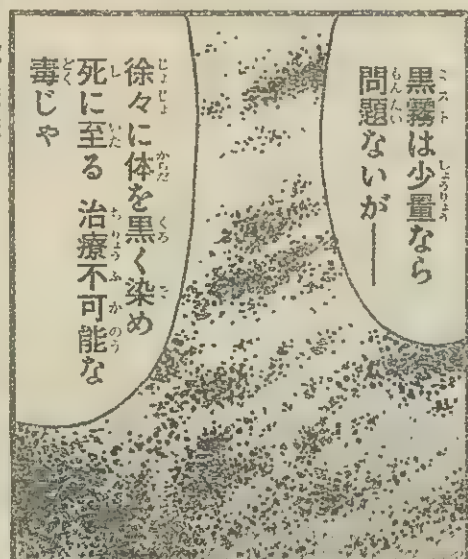 黒霧は少量なら
問題ないが——
徐々に体を黒く染め
死に至る 治療不可能な
毒じゃ